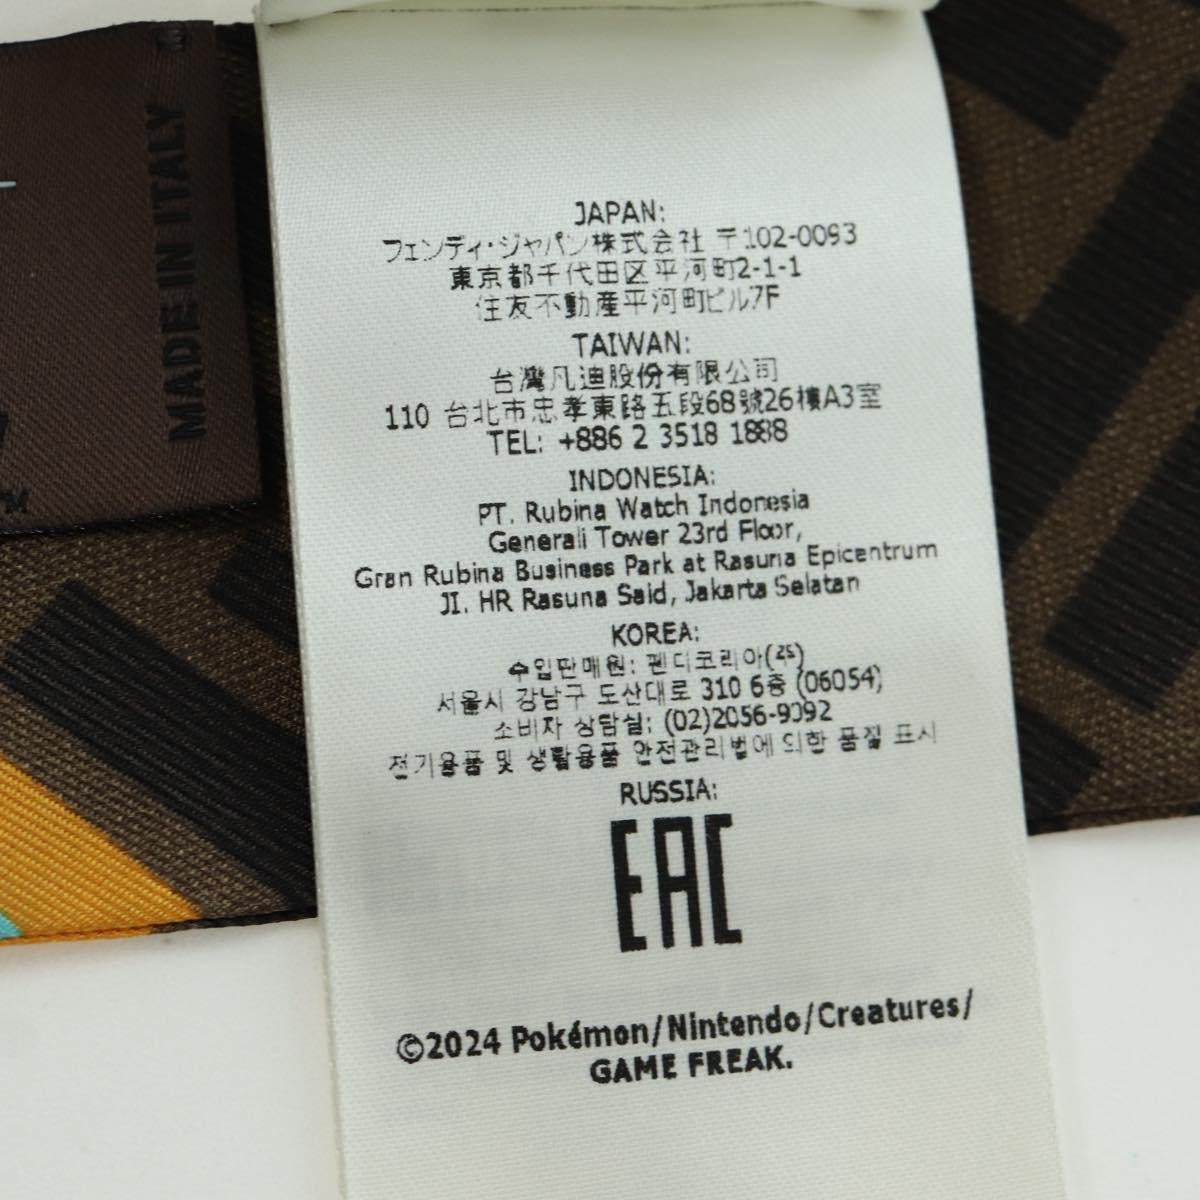 MADE IN ITALY
JAPAN:
フェンディ・ジャパン株式会社 〒102-0093
東京都千代田区平河町2-1-1
住友不動産平河町ビル7F
TAIWAN:
台灣凡迪股份有限公司
110 台北市忠孝東路五段68號26樓A3室
TEL: +886 2 3518 1888
INDONESIA:
PT. Rubina Watch Indonesia
Generali Tower 23rd Floor,
Gran Rubina Business Park at Rasuna Epicentrum
Jl. HR Rasuna Said, Jakarta Selatan
KOREA:
수입판매원: 펜디코리아(주)
서울시 강남구 도산대로 310 6층 (06054)
소비자 상담실: (02)2056-9092
전기용품 및 생활용품 안전관리법에 의한 품질 표시
RUSSIA:
EAC
©2024 Pokémon/Nintendo/Creatures/
GAME FREAK.